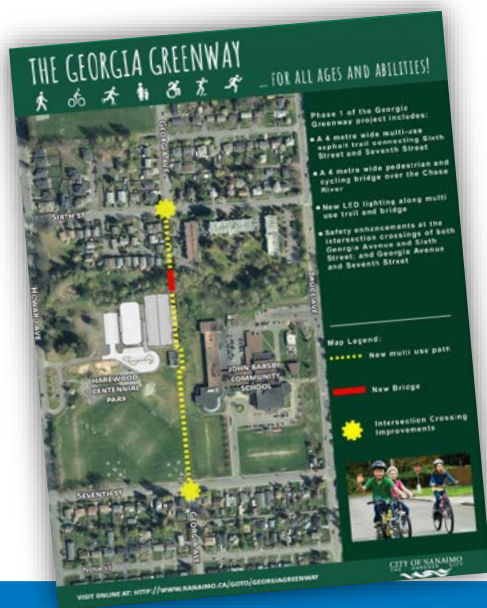 THE GEORGIA GREENWAY
... FOR ALL AGES AND ABILITIES!
Phase 1 of the Georgia
Greenway project includes:
A 4 metre wide multi-use
asphalt trail connecting Sixth
Street and Seventh Street
A 4 metre wide pedestrian and
cycling bridge over the Chase
River
New LED lighting along multi
use trail and bridge
Safety enhancements at the
intersection crossings of both
Georgia Avenue and Sixth
Street; and Georgia Avenue
and Seventh Street
Map Legend:
New multi use path
New Bridge
Intersection Crossing
Improvements
GEORGIA AVE
SIXTH ST
HOWARD AVE
BRUCE AVE
HAREWOOD
CENTENNIAL
PARK
JOHN BARSBY
COMMUNITY
SCHOOL
SEVENTH ST
GEORGIA AVE
NOVA ST
CITY OF NANAIMO
THE HARBOUR CITY
VISIT ONLINE AT: HTTP://WWW.NANAIMO.CA/GOTO/GEORGIAGREENWAY